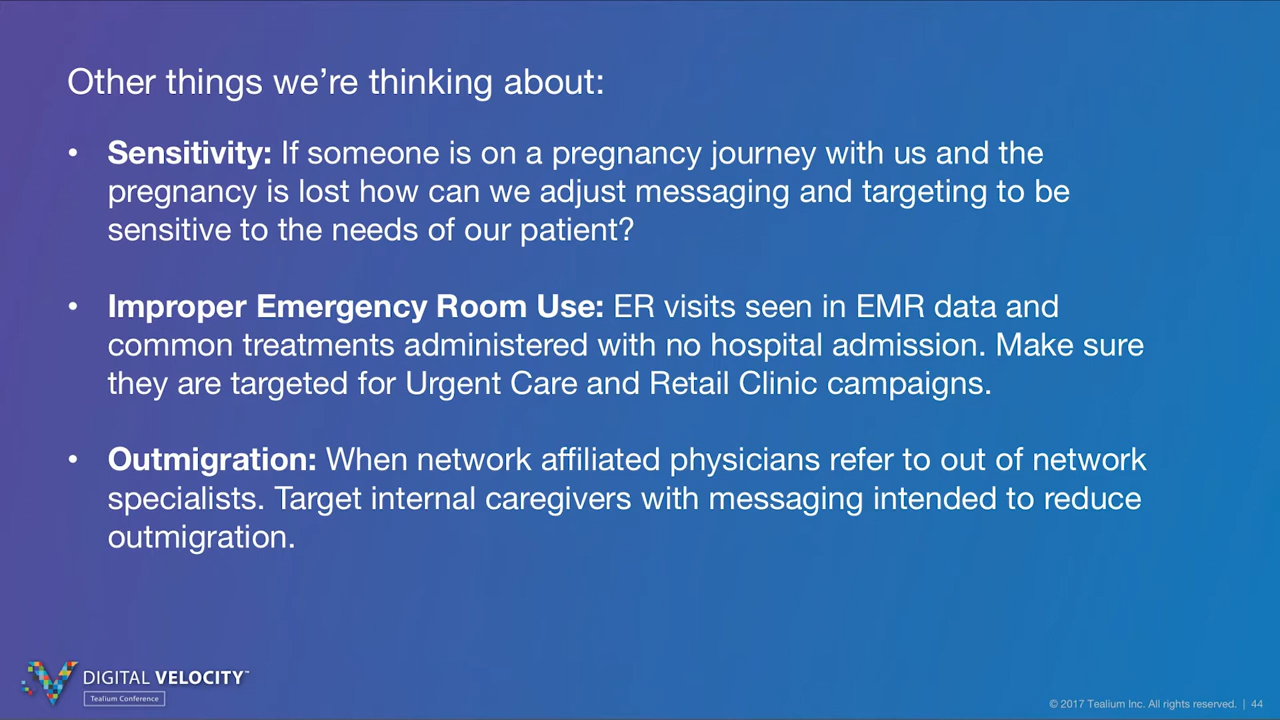 Other things we’re thinking about:
• Sensitivity: If someone is on a pregnancy journey with us and the
pregnancy is lost how can we adjust messaging and targeting to be
sensitive to the needs of our patient?
• Improper Emergency Room Use: ER visits seen in EMR data and
common treatments administered with no hospital admission. Make sure
they are targeted for Urgent Care and Retail Clinic campaigns.
• Outmigration: When network affiliated physicians refer to out of network
specialists. Target internal caregivers with messaging intended to reduce
outmigration.
DIGITAL VELOCITY™
Tealium Conference
© 2017 Tealium Inc. All rights reserved. | 44